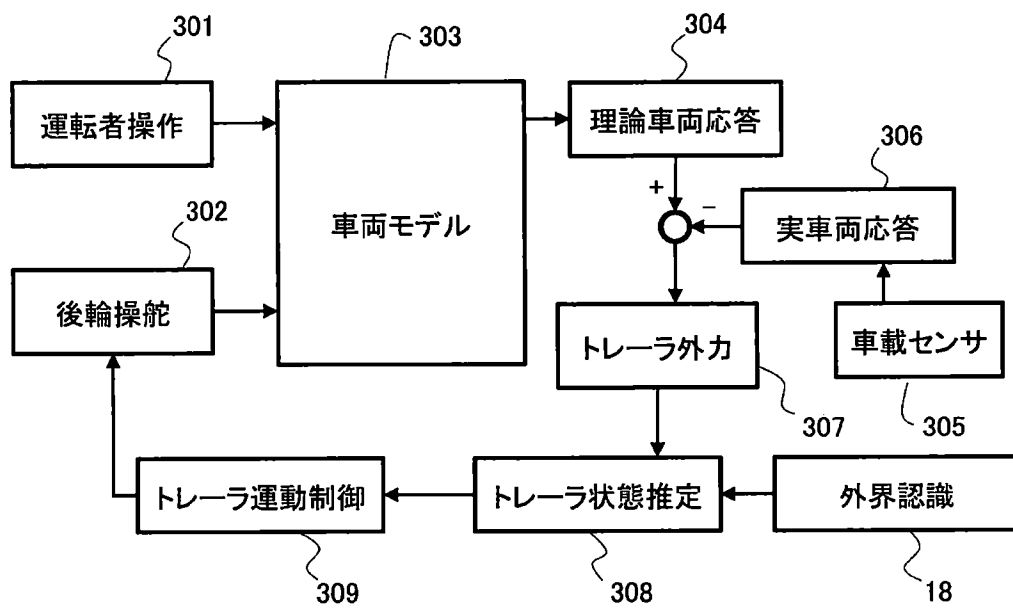 301
運転者操作
303
車両モデル
304
理論車両応答
306
+
−
実車両応答
302
後輪操舵
トレーラ外力
307
車載センサ
305
トレーラ運動制御
309
トレーラ状態推定
308
外界認識
18